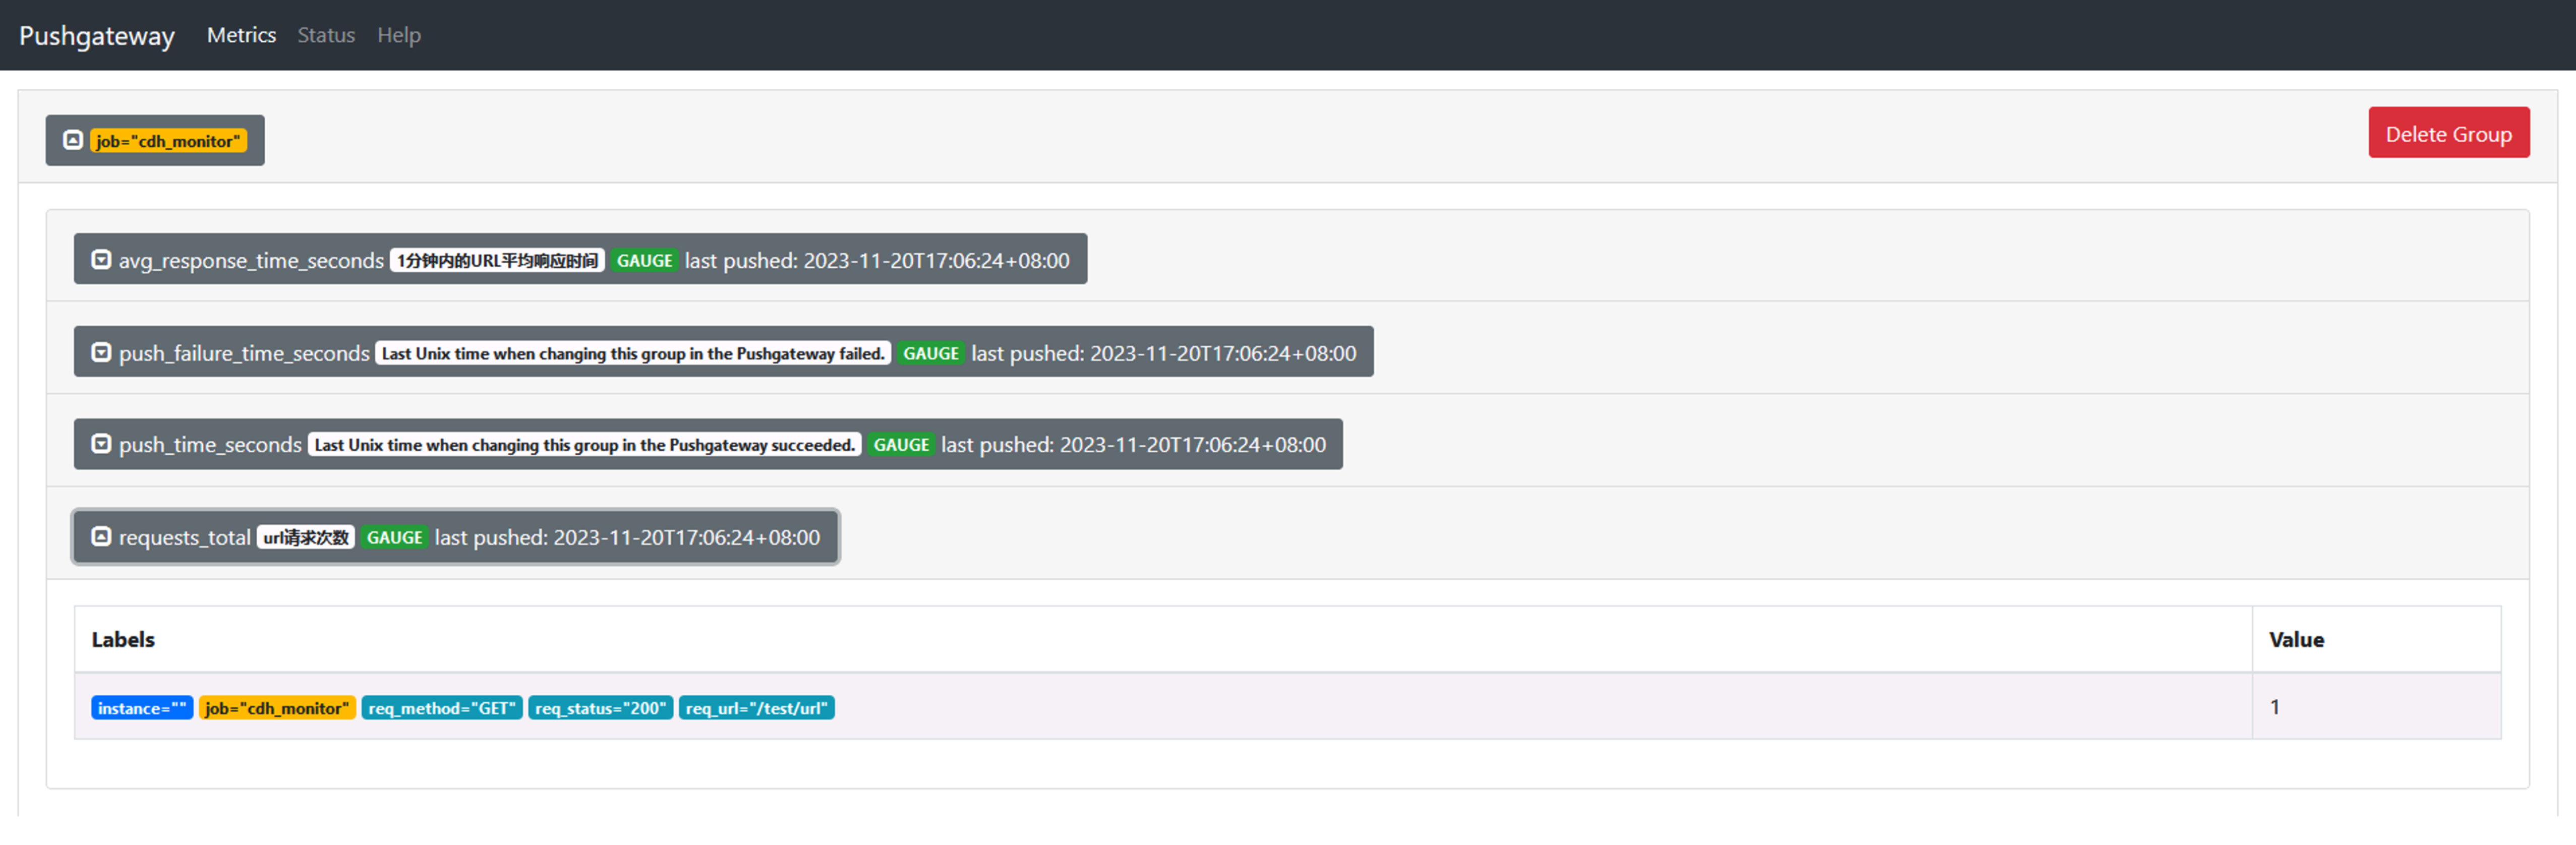 Pushgateway Metrics Status Help
job="cdh_monitor" Delete Group
avg_response_time_seconds 1分钟内的URL平均响应时间 GAUGE last pushed: 2023-11-20T17:06:24+08:00
push_failure_time_seconds Last Unix time when changing this group in the Pushgateway failed. GAUGE last pushed: 2023-11-20T17:06:24+08:00
push_time_seconds Last Unix time when changing this group in the Pushgateway succeeded. GAUGE last pushed: 2023-11-20T17:06:24+08:00
requests_total url请求次数 GAUGE last pushed: 2023-11-20T17:06:24+08:00
Labels Value
instance="" job="cdh_monitor" req_method="GET" req_status="200" req_url="/test/url" 1